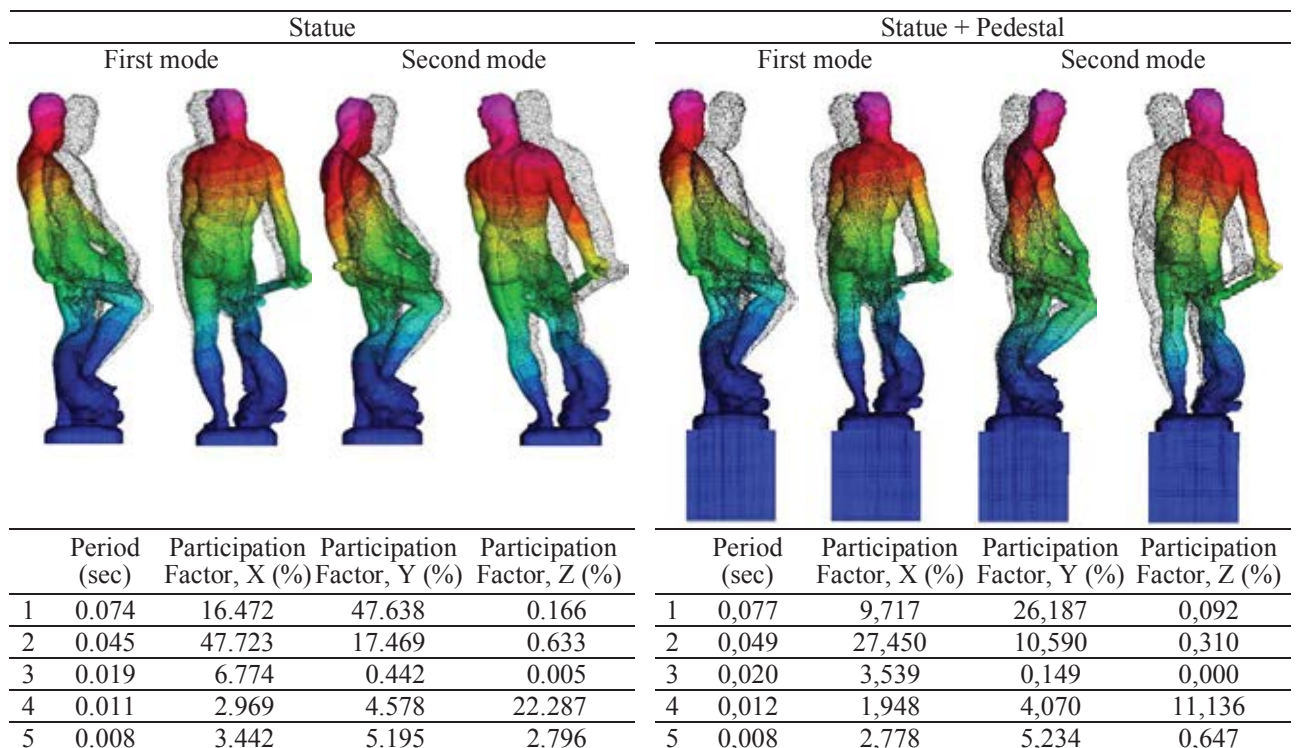 Statue
Statue + Pedestal
First mode Second mode
First mode Second mode
Period Participation Participation Participation
(sec) Factor, X (%) Factor, Y (%) Factor, Z (%)
1 0.074 16.472 47.638 0.166
2 0.045 47.723 17.469 0.633
3 0.019 6.774 0.442 0.005
4 0.011 2.969 4.578 22.287
5 0.008 3.442 5.195 2.796
Period Participation Participation Participation
(sec) Factor, X (%) Factor, Y (%) Factor, Z (%)
1 0,077 9,717 26,187 0,092
2 0,049 27,450 10,590 0,310
3 0,020 3,539 0,149 0,000
4 0,012 1,948 4,070 11,136
5 0,008 2,778 5,234 0,647